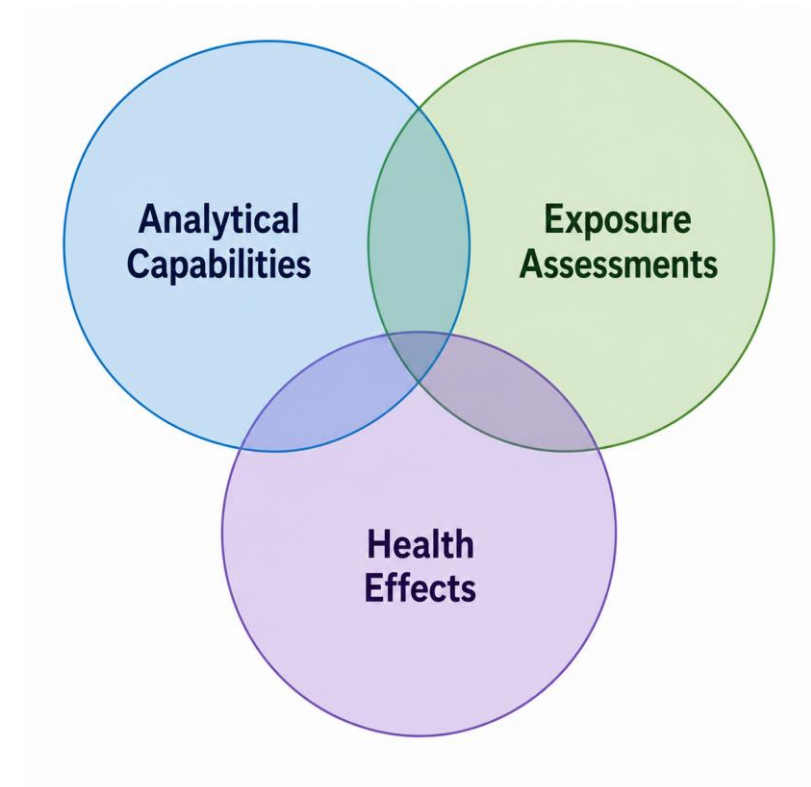 Analytical
Capabilities
Exposure
Assessments
Health
Effects